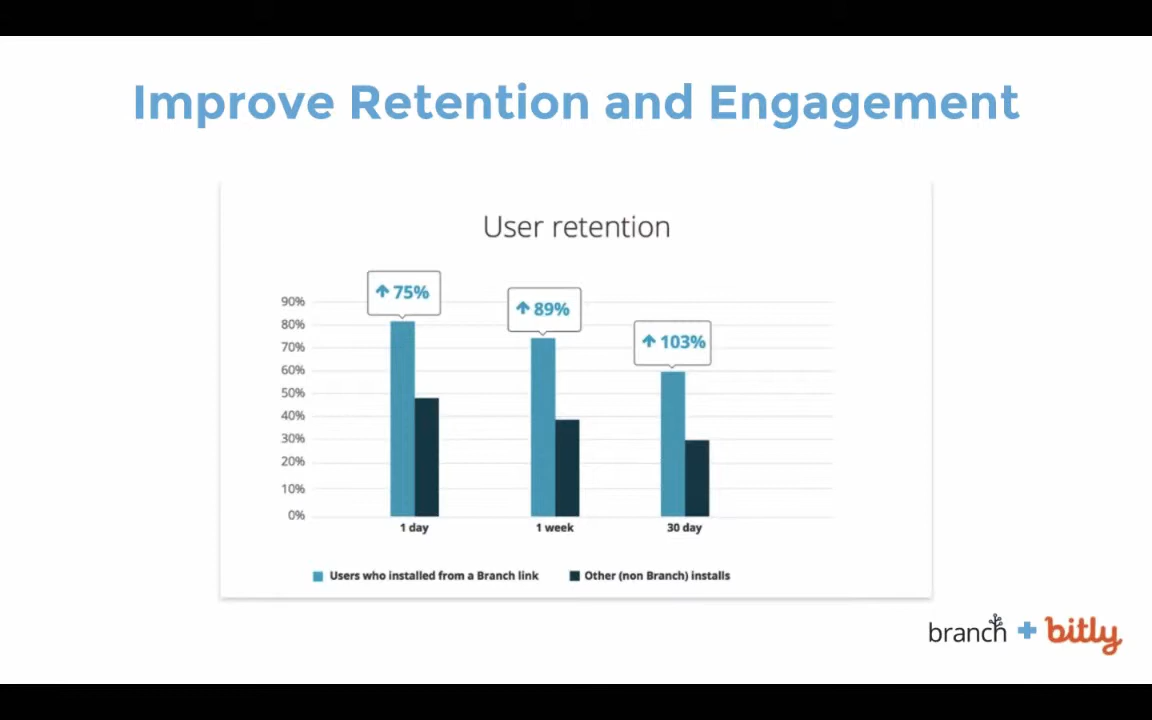 Improve Retention and Engagement
User retention
↑ 75%
↑ 89%
↑ 103%
90%
80%
70%
60%
50%
40%
30%
20%
10%
0%
1 day
1 week
30 day
Users who installed from a Branch link
Other (non Branch) installs
branch + bitly